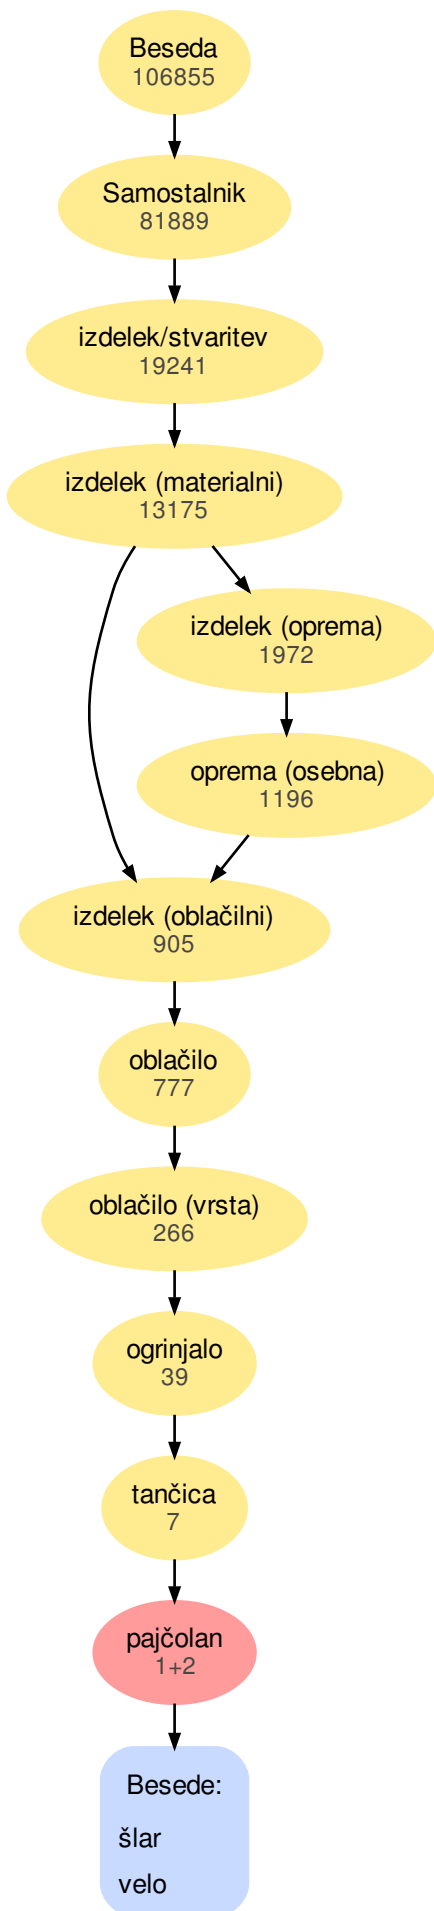 Beseda
106855
Samostalnik
81889
izdelek/stvaritev
19241
izdelek (materialni)
13175
izdelek (oprema)
1972
oprema (osebna)
1196
izdelek (oblačilni)
905
oblačilo
777
oblačilo (vrsta)
266
ogrinjalo
39
tančica
7
pajčolan
1+2
Besede:
šlar
velo